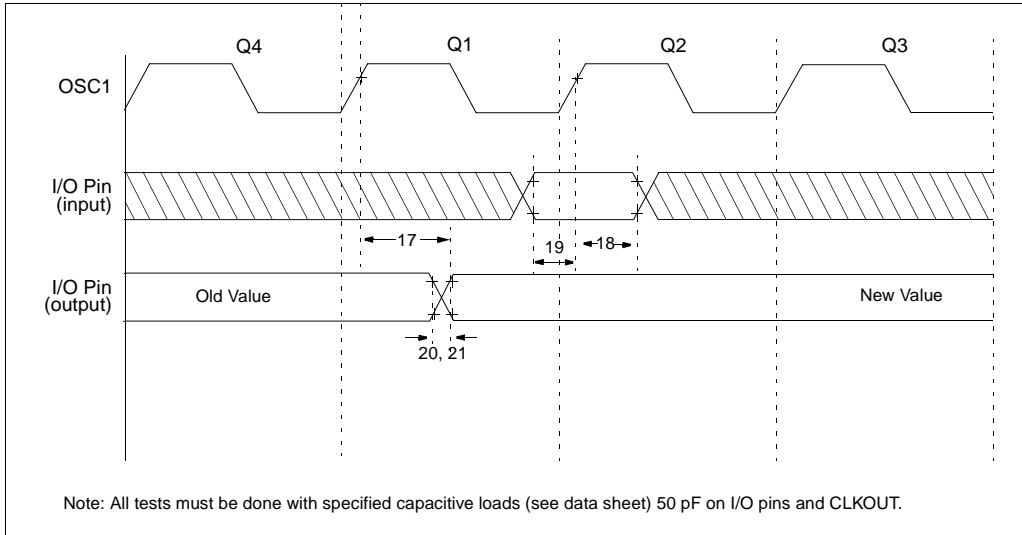 Q4 Q1 Q2 Q3
OSC1
I/O Pin
(input)
17
19
18
I/O Pin
(output)
Old Value
New Value
20, 21
Note: All tests must be done with specified capacitive loads (see data sheet) 50 pF on I/O pins and CLKOUT.